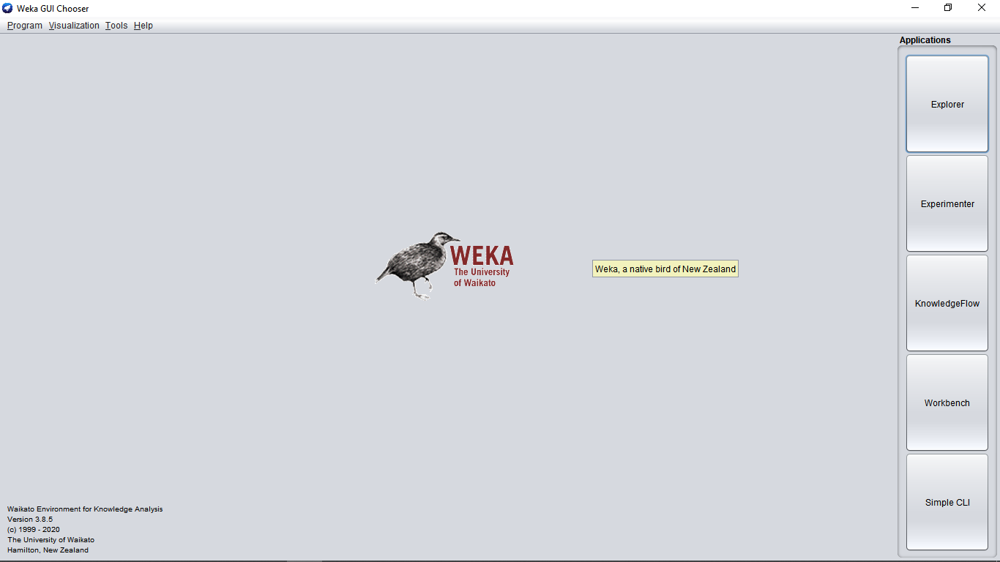 Weka GUI Chooser
Program Visualization Tools Help
Applications
Explorer
Experimenter
WEKA
The University
of Waikato
Weka, a native bird of New Zealand
KnowledgeFlow
Workbench
Simple CLI
Waikato Environment for Knowledge Analysis
Version 3.8.5
(c) 1999 - 2020
The University of Waikato
Hamilton, New Zealand